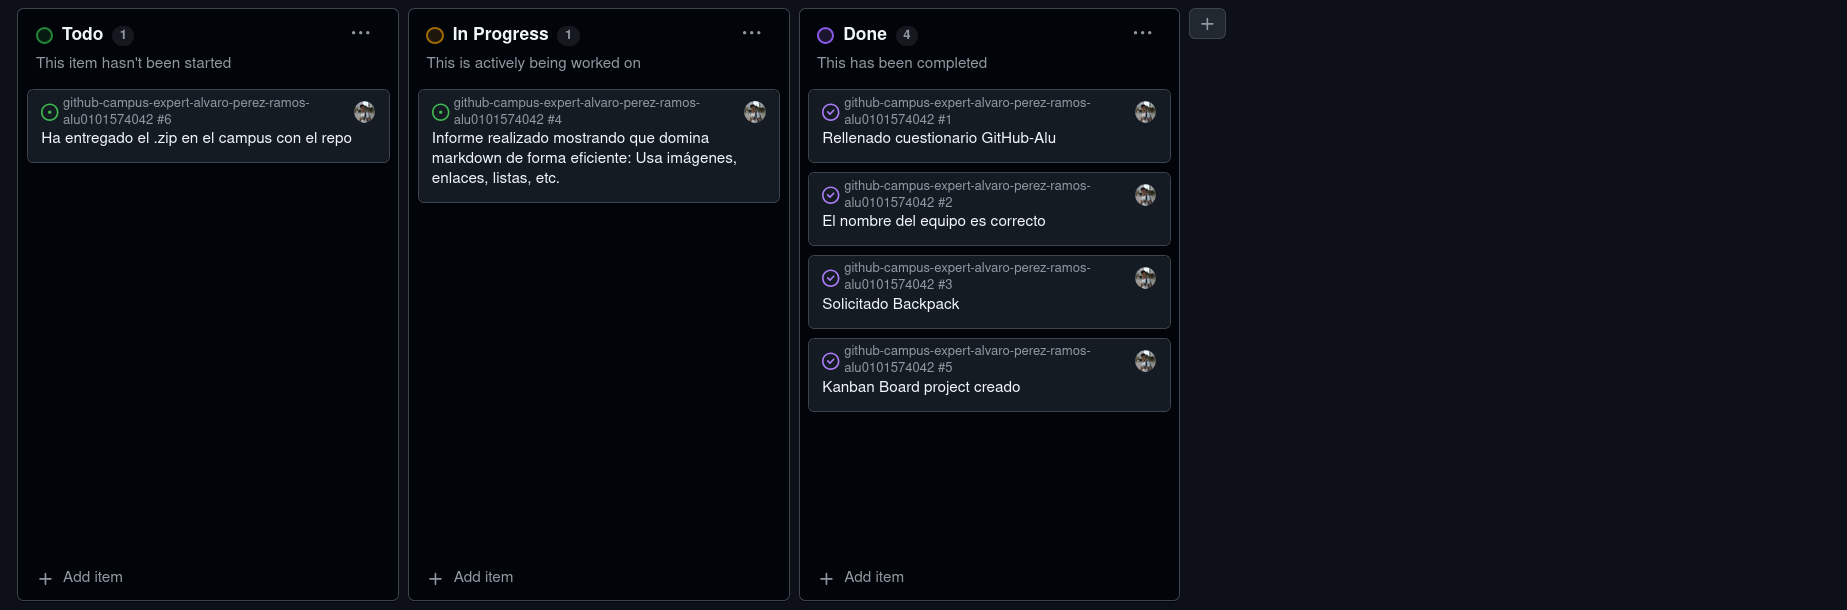 Todo 1
This item hasn't been started
github-campus-expert-alvaro-perez-ramos-
alu0101574042 #6
Ha entregado el .zip en el campus con el repo
Add item
In Progress 1
This is actively being worked on
github-campus-expert-alvaro-perez-ramos-
alu0101574042 #4
Informe realizado mostrando que domina
markdown de forma eficiente: Usa imágenes,
enlaces, listas, etc.
Add item
Done 4
This has been completed
github-campus-expert-alvaro-perez-ramos-
alu0101574042 #1
Rellenado cuestionario GitHub-Alu
github-campus-expert-alvaro-perez-ramos-
alu0101574042 #2
El nombre del equipo es correcto
github-campus-expert-alvaro-perez-ramos-
alu0101574042 #3
Solicitado Backpack
github-campus-expert-alvaro-perez-ramos-
alu0101574042 #5
Kanban Board project creado
Add item